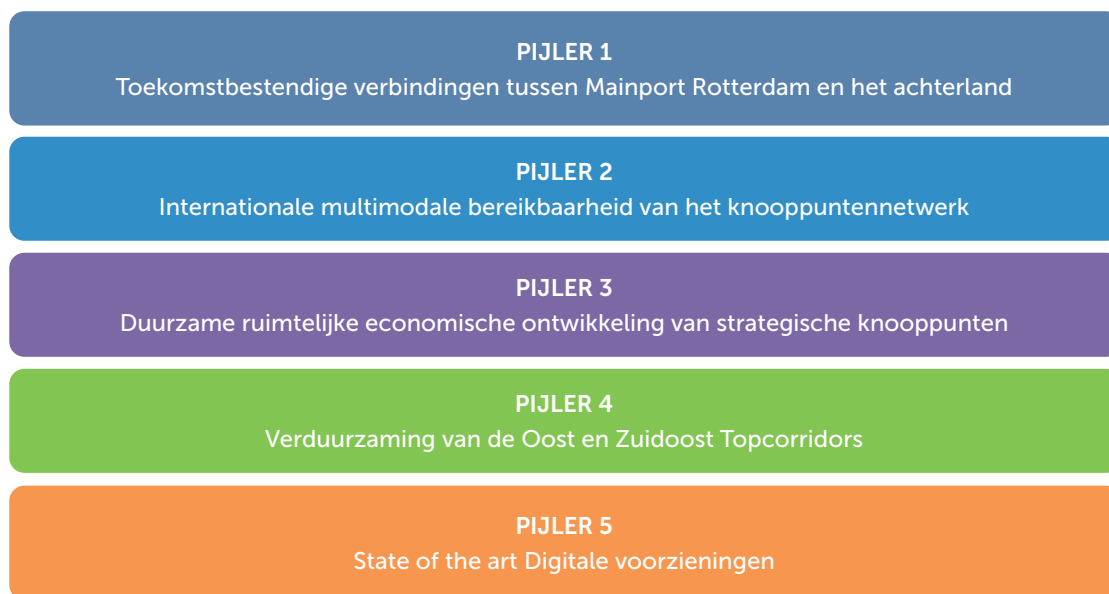 PIJLER 1
Toekomstbestendige verbindingen tussen Mainport Rotterdam en het achterland
PIJLER 2
Internationale multimodale bereikbaarheid van het knooppuntennetwerk
PIJLER 3
Duurzame ruimtelijke economische ontwikkeling van strategische knooppunten
PIJLER 4
Verduurzaming van de Oost en Zuidoost Topcorridors
PIJLER 5
State of the art Digitale voorzieningen